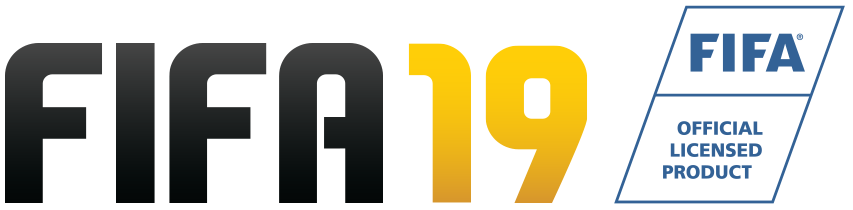 FIFA 19
FIFA®
OFFICIAL
LICENSED
PRODUCT